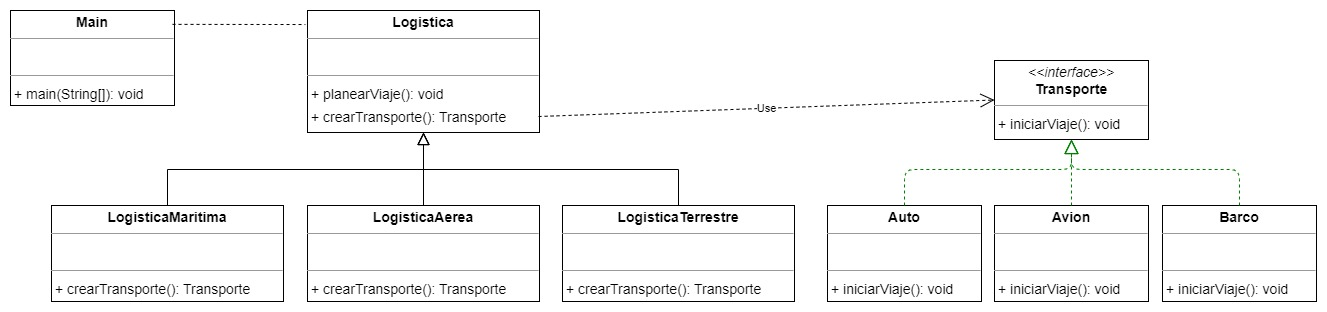 Main
+ main(String[]): void
Logistica
+ planearViaje(): void
+ crearTransporte(): Transporte
Use
<<interface>>
Transporte
+ iniciarViaje(): void
LogisticaMaritima
+ crearTransporte(): Transporte
LogisticaAerea
+ crearTransporte(): Transporte
LogisticaTerrestre
+ crearTransporte(): Transporte
Auto
+ iniciarViaje(): void
Avion
+ iniciarViaje(): void
Barco
+ iniciarViaje(): void